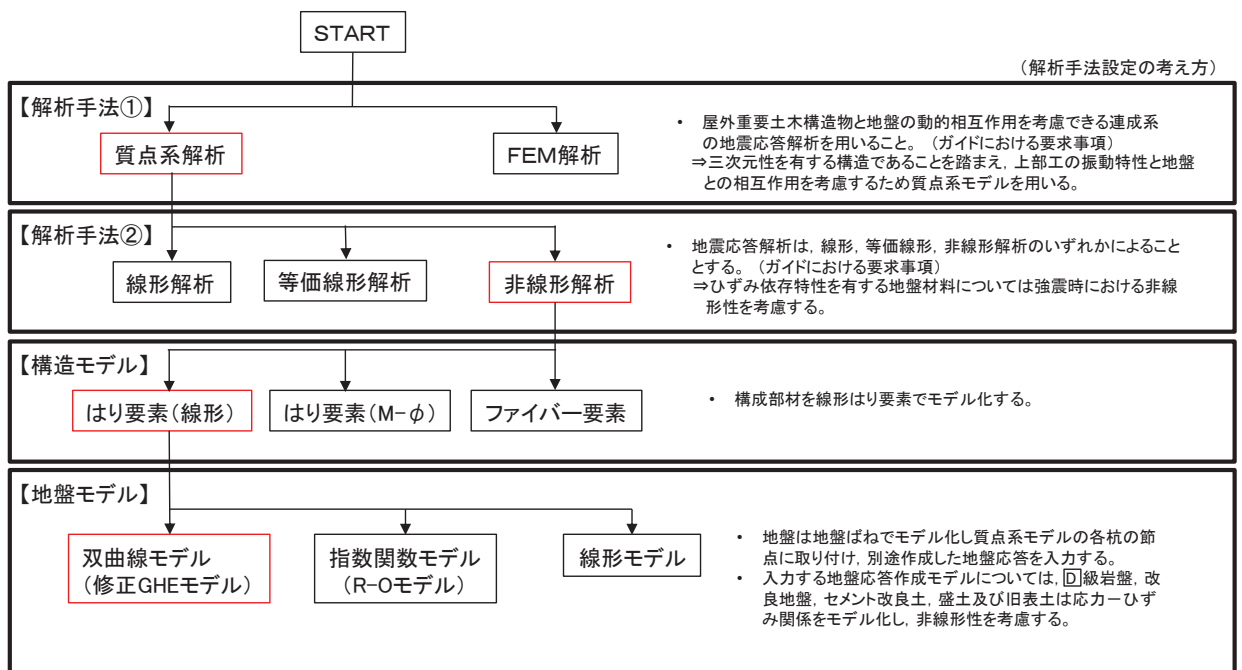 START
（解析手法設定の考え方）
【解析手法①】
質点系解析
FEM解析
・ 屋外重要土木構造物と地盤の動的相互作用を考慮できる連成系
の地震応答解析を用いること。（ガイドにおける要求事項）
⇒三次元性を有する構造であることを踏まえ，上部工の振動特性と地盤
との相互作用を考慮するため質点系モデルを用いる。
【解析手法②】
線形解析
等価線形解析
非線形解析
・ 地震応答解析は，線形，等価線形，非線形解析のいずれかによること
とする。（ガイドにおける要求事項）
⇒ひずみ依存特性を有する地盤材料については強震時における非線
形性を考慮する。
【構造モデル】
はり要素（線形）
はり要素（M-φ）
ファイバー要素
・ 構成部材を線形はり要素でモデル化する。
【地盤モデル】
双曲線モデル
（修正GHEモデル）
指数関数モデル
（R-Oモデル）
線形モデル
・ 地盤は地盤ばねでモデル化し質点系モデルの各杭の節
点に取り付け，別途作成した地盤応答を入力する。
・ 入力する地盤応答作成モデルについては，D級岩盤，改
良地盤，セメント改良土，盛土及び旧表土は応力－ひず
み関係をモデル化し，非線形性を考慮する。